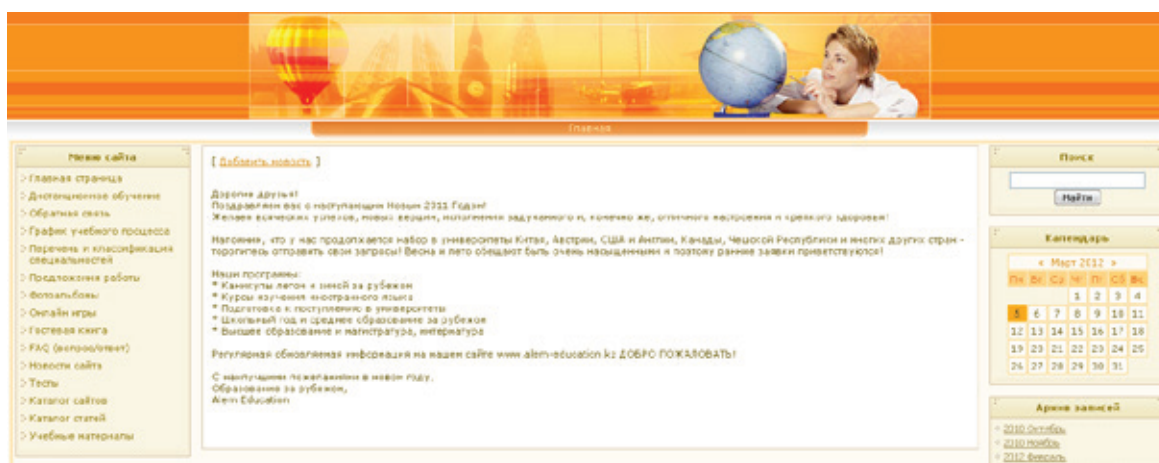 Главная
Меню сайта
Главная страница
Дистанционное обучение
Обратная связь
График учебного процесса
Перечень и классификация
специальностей
Предложения работы
Фотоальбомы
Онлайн игры
Гостевая книга
FAQ (вопрос/ответ)
Новости сайта
Тесты
Каталог сайтов
Каталог статей
Учебные материалы
[ Добавить новость ]
Дорогие друзья!
Поздравляем вас с наступающим Новым 2011 Годом!
Желаем всяческих успехов, новых вершин, исполнения задуманного и, конечно же, отличного настроения и крепкого здоровья!
Напомним, что у нас продолжается набор в университеты Китая, Австрии, США и Англии, Канады, Чешской Республики и многих других стран -
торопитесь отправить свои запросы! Весна и лето обещают быть очень насыщенными и поэтому ранние заявки приветствуются!
Наши программы:
* Каникулы летом и зимой за рубежом
* Курсы изучения иностранного языка
* Подготовка к поступлению в университеты
* Школьный год и среднее образование за рубежом
* Высшее образование и магистратура, интернатура
Регулярная обновляемая информация на нашем сайте www.alem-education.kz ДОБРО ПОЖАЛОВАТЬ!
С наилучшими пожеланиями в новом году,
Образование за рубежом,
Alem Education
Поиск
Найти
Календарь
« Март 2012 »
Пн Вт Ср Чт Пт Сб Вс
1 2 3 4
5 6 7 8 9 10 11
12 13 14 15 16 17 18
19 20 21 22 23 24 25
26 27 28 29 30 31
Архив записей
2010 Октябрь
2010 Ноябрь
2012 Февраль